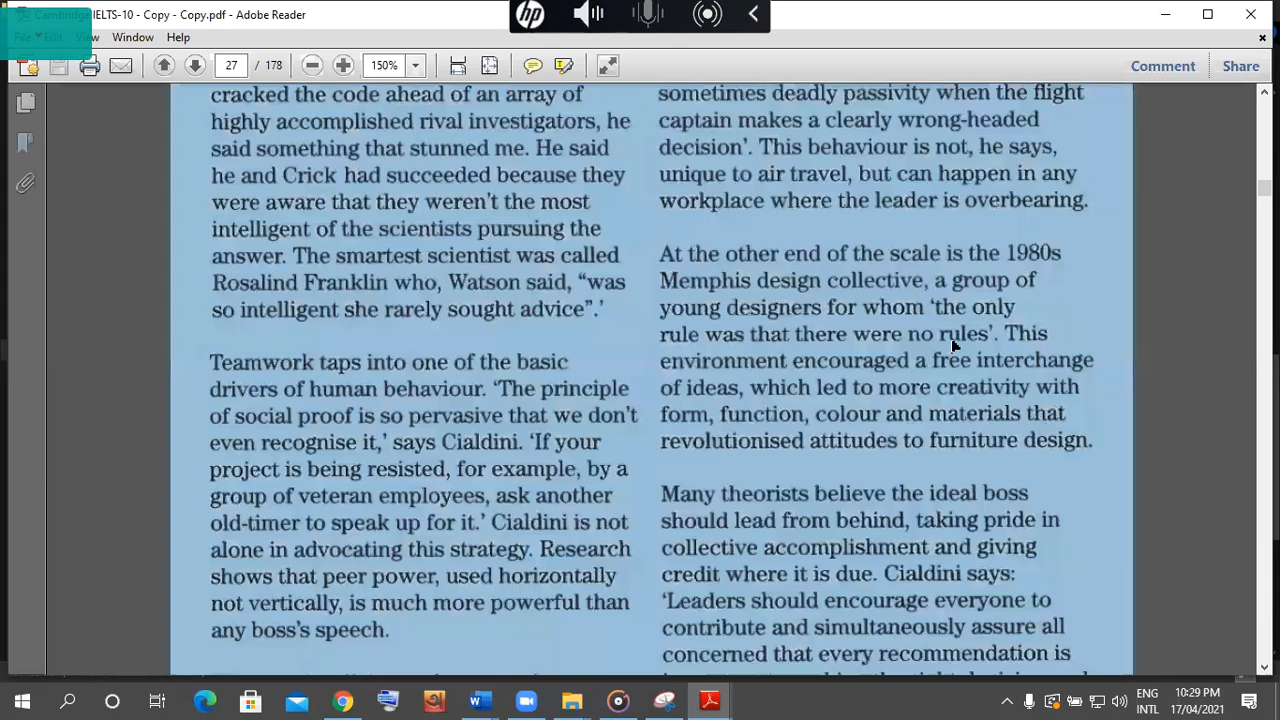 Cambridge IELTS-10 - Copy - Copy.pdf - Adobe Reader
File Edit View Window Help
27 / 178 150% Comment Share
cracked the code ahead of an array of
highly accomplished rival investigators, he
said something that stunned me. He said
he and Crick had succeeded because they
were aware that they weren't the most
intelligent of the scientists pursuing the
answer. The smartest scientist was called
Rosalind Franklin who, Watson said, “was
so intelligent she rarely sought advice”.’
Teamwork taps into one of the basic
drivers of human behaviour. ‘The principle
of social proof is so pervasive that we don't
even recognise it,’ says Cialdini. ‘If your
project is being resisted, for example, by a
group of veteran employees, ask another
old-timer to speak up for it.’ Cialdini is not
alone in advocating this strategy. Research
shows that peer power, used horizontally
not vertically, is much more powerful than
any boss's speech.
sometimes deadly passivity when the flight
captain makes a clearly wrong-headed
decision’. This behaviour is not, he says,
unique to air travel, but can happen in any
workplace where the leader is overbearing.
At the other end of the scale is the 1980s
Memphis design collective, a group of
young designers for whom ‘the only
rule was that there were no rules’. This
environment encouraged a free interchange
of ideas, which led to more creativity with
form, function, colour and materials that
revolutionised attitudes to furniture design.
Many theorists believe the ideal boss
should lead from behind, taking pride in
collective accomplishment and giving
credit where it is due. Cialdini says:
‘Leaders should encourage everyone to
contribute and simultaneously assure all
concerned that every recommendation is
ENG 10:29 PM
INTL 17/04/2021